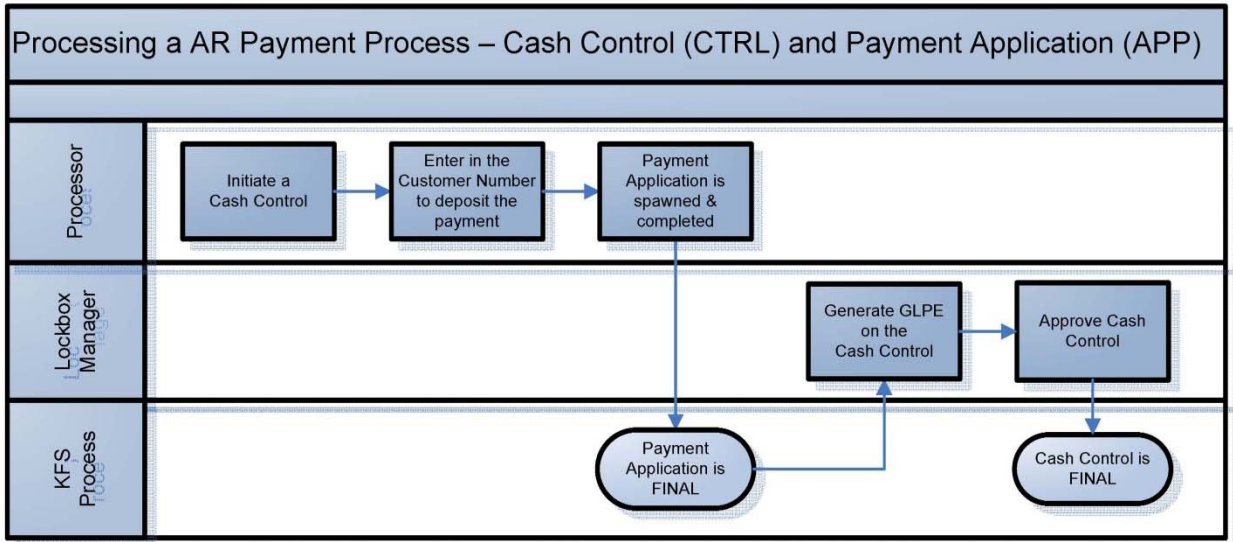 Processing a AR Payment Process – Cash Control (CTRL) and Payment Application (APP)
Processor
Initiate a
Cash Control
Enter in the
Customer Number
to deposit the
payment
Payment
Application is
spawned &
completed
Lockbox
Manager
Generate GLPE
on the
Cash Control
Approve Cash
Control
KFS
Process
Payment
Application is
FINAL
Cash Control is
FINAL